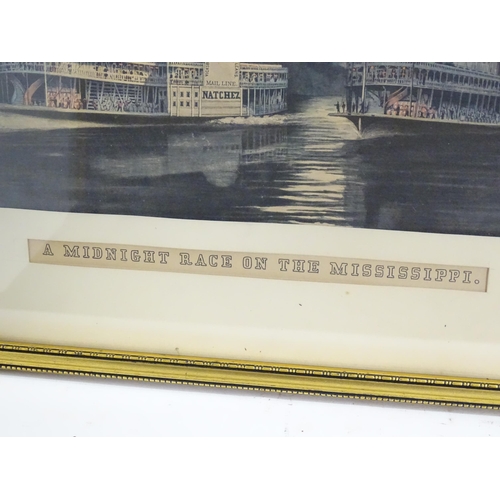 MAIL LINE
NATCHEZ
A MIDNIGHT RACE ON THE MISSISSIPPI.